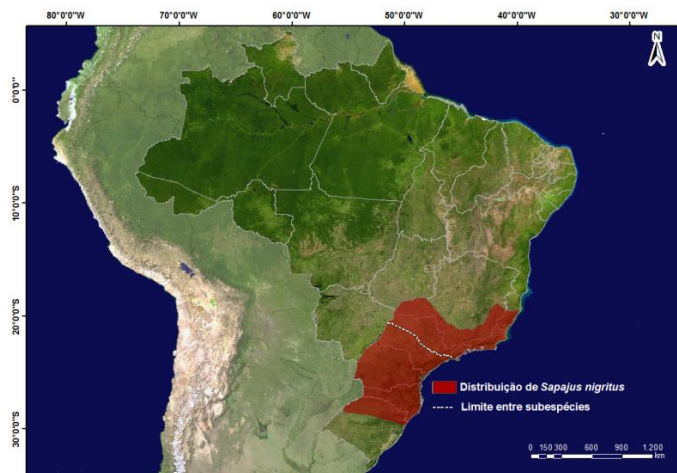 80°0'0"W 70°0'0"W 60°0'0"W 50°0'0"W 40°0'0"W 30°0'0"W
N
0°0'0"
10°0'0"S
20°0'0"S
30°0'0"S
Distribuição de Sapajus nigritus
Limite entre subespécies
0 150 300 600 900 1.200
km